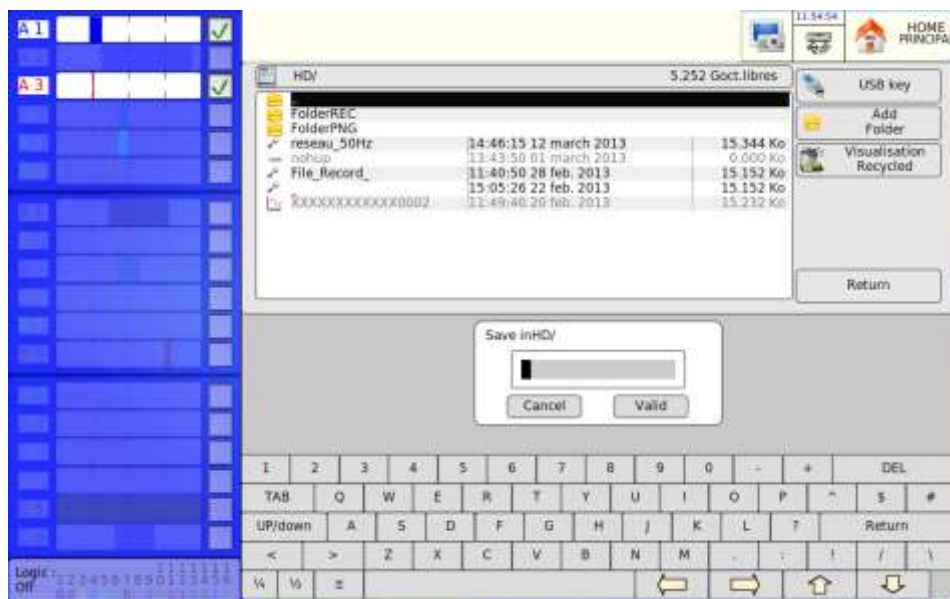 A 1
A 3
11:54:54
HOME
PRINCIPA
HD/ 5.252 Goct.libres
..
FolderREC
FolderPNG
reseau_50Hz 14:46:15 12 march 2013 15.344 Ko
nohup 13:43:50 01 march 2013 0.000 Ko
File_Record_ 11:40:50 28 feb. 2013 15.152 Ko
15:05:26 22 feb. 2013 15.152 Ko
11:49:40 20 feb. 2013 15.232 Ko
USB key
Add
Folder
Visualisation
Recycled
Return
Save inHD/
Cancel Valid
1 2 3 4 5 6 7 8 9 0 - + DEL
TAB Q W E R T Y U I O P ^ $ #
UP/down A S D F G H J K L ? Return
< > Z X C V B N M . : ! / \
¼ ½ ±
Logic :
Off